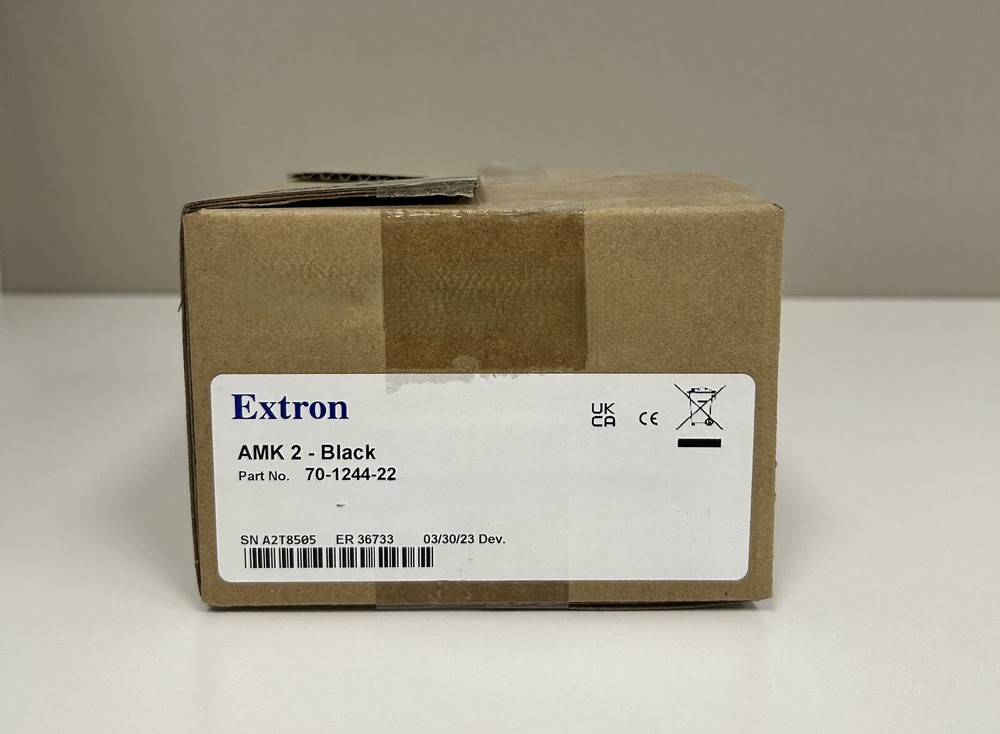 Extron
UK
CA
CE
AMK 2 - Black
Part No. 70-1244-22
SN A2T8505 ER 36733 03/30/23 Dev.